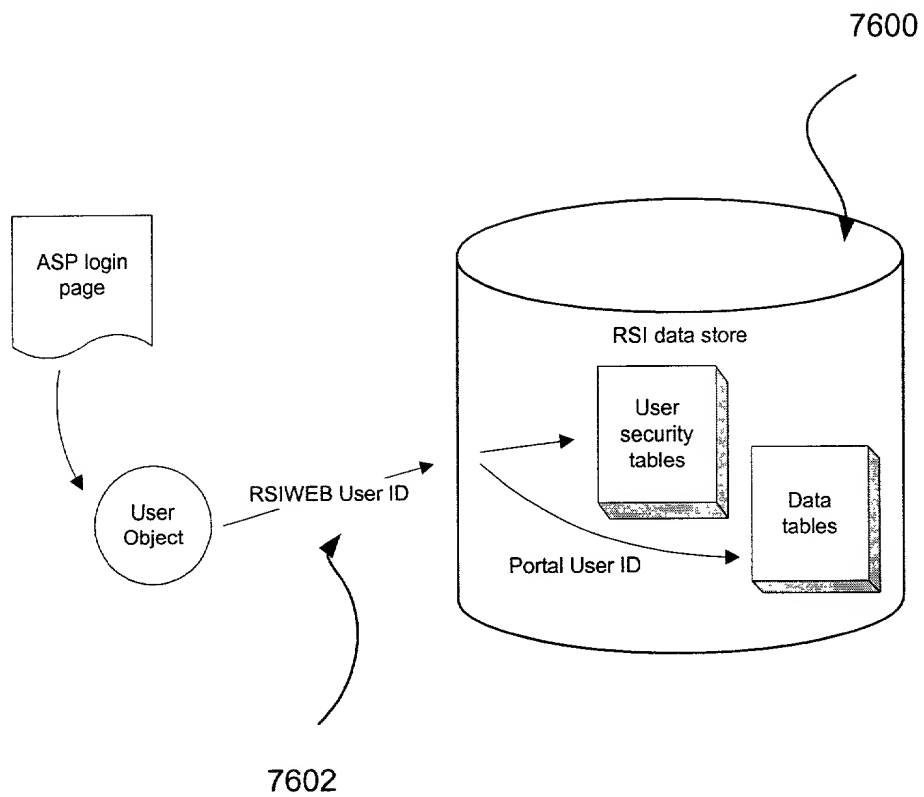 7600
ASP login
page
RSI data store
User
security
tables
Data
tables
RSIWEB User ID
User
Object
Portal User ID
7602